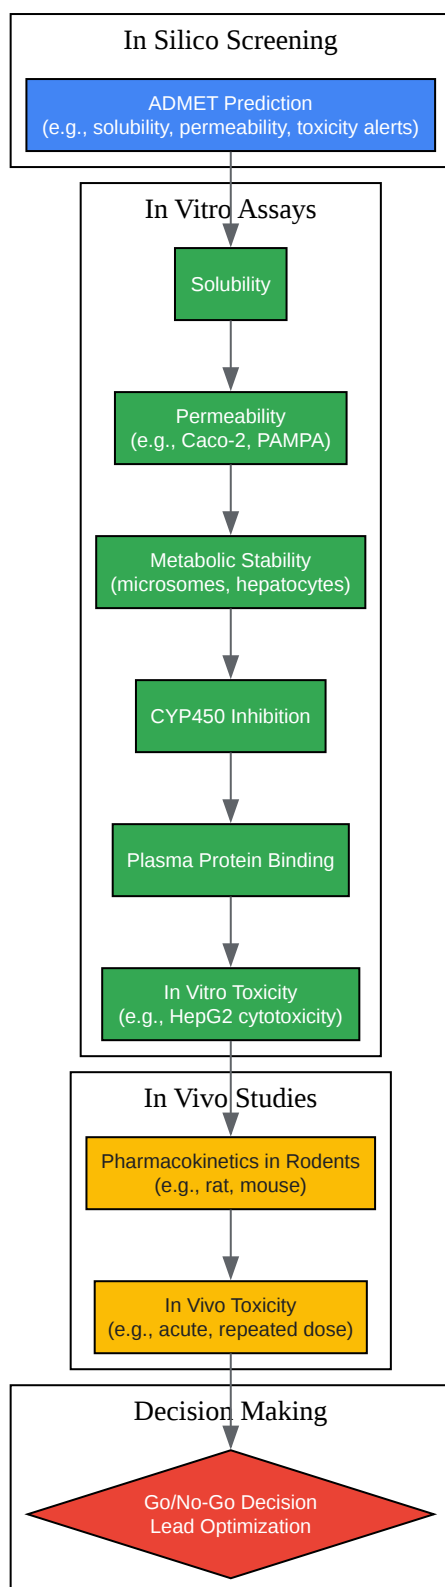 In Silico Screening
ADMET Prediction
(e.g., solubility, permeability, toxicity alerts)
In Vitro Assays
Solubility
Permeability
(e.g., Caco-2, PAMPA)
Metabolic Stability
(microsomes, hepatocytes)
CYP450 Inhibition
Plasma Protein Binding
In Vitro Toxicity
(e.g., HepG2 cytotoxicity)
In Vivo Studies
Pharmacokinetics in Rodents
(e.g., rat, mouse)
In Vivo Toxicity
(e.g., acute, repeated dose)
Decision Making
Go/No-Go Decision
Lead Optimization